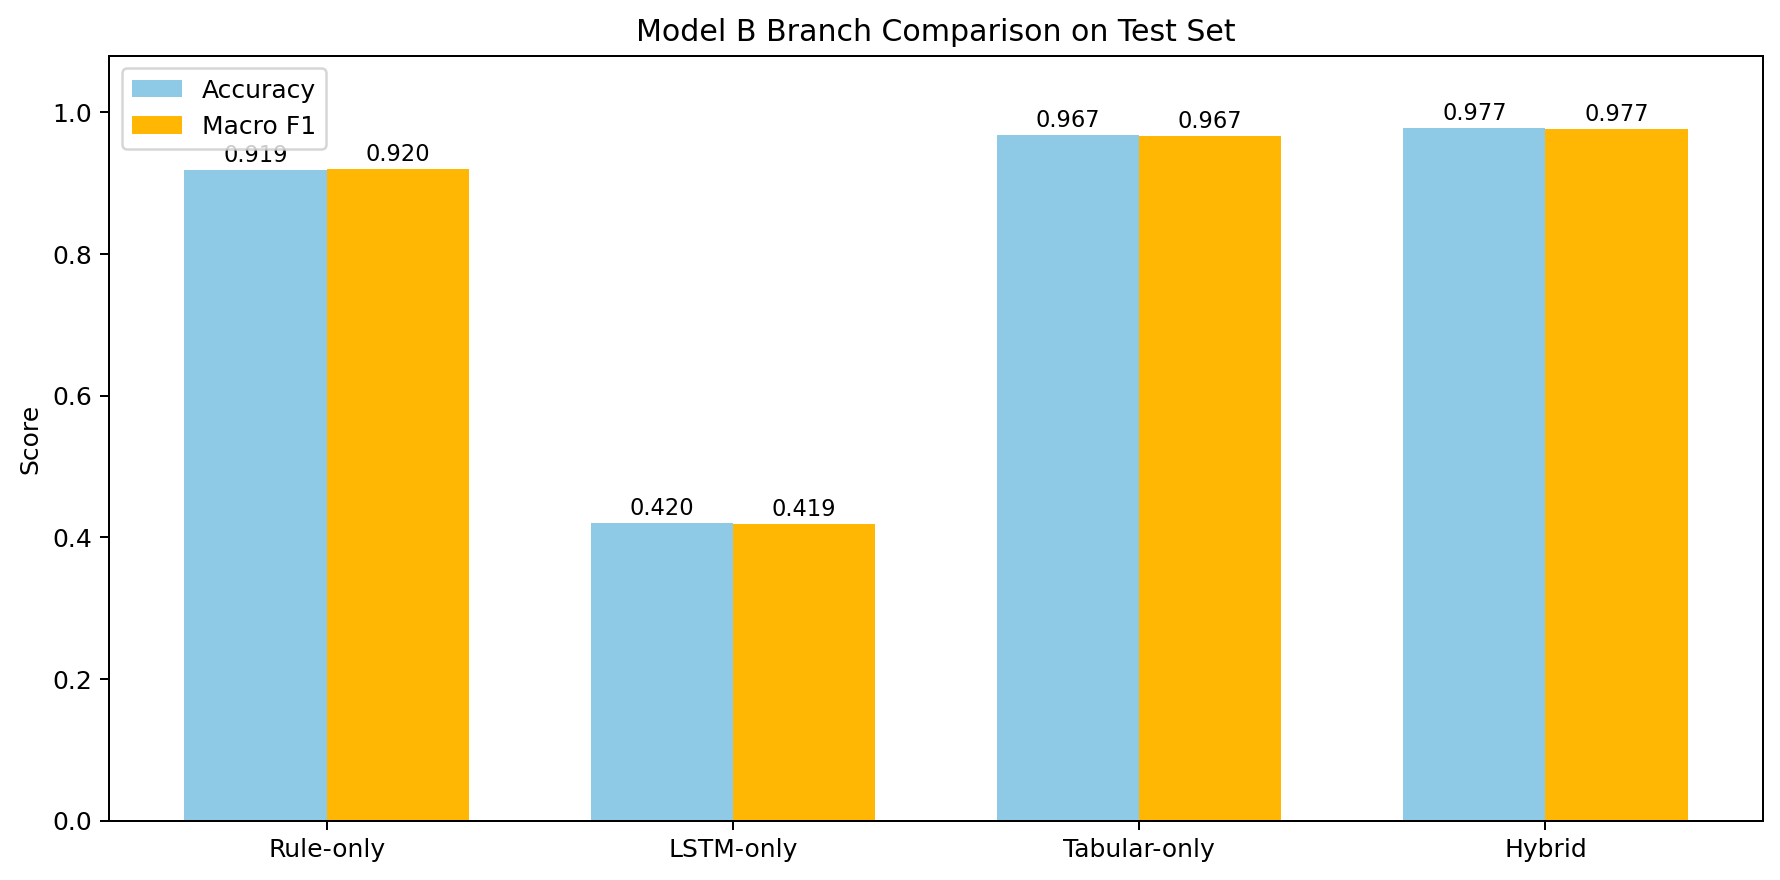 Model B Branch Comparison on Test Set
Accuracy
Macro F1
0.919
0.920
0.420
0.419
0.967
0.967
0.977
0.977
1.0
0.8
0.6
0.4
0.2
0.0
Score
Rule-only
LSTM-only
Tabular-only
Hybrid